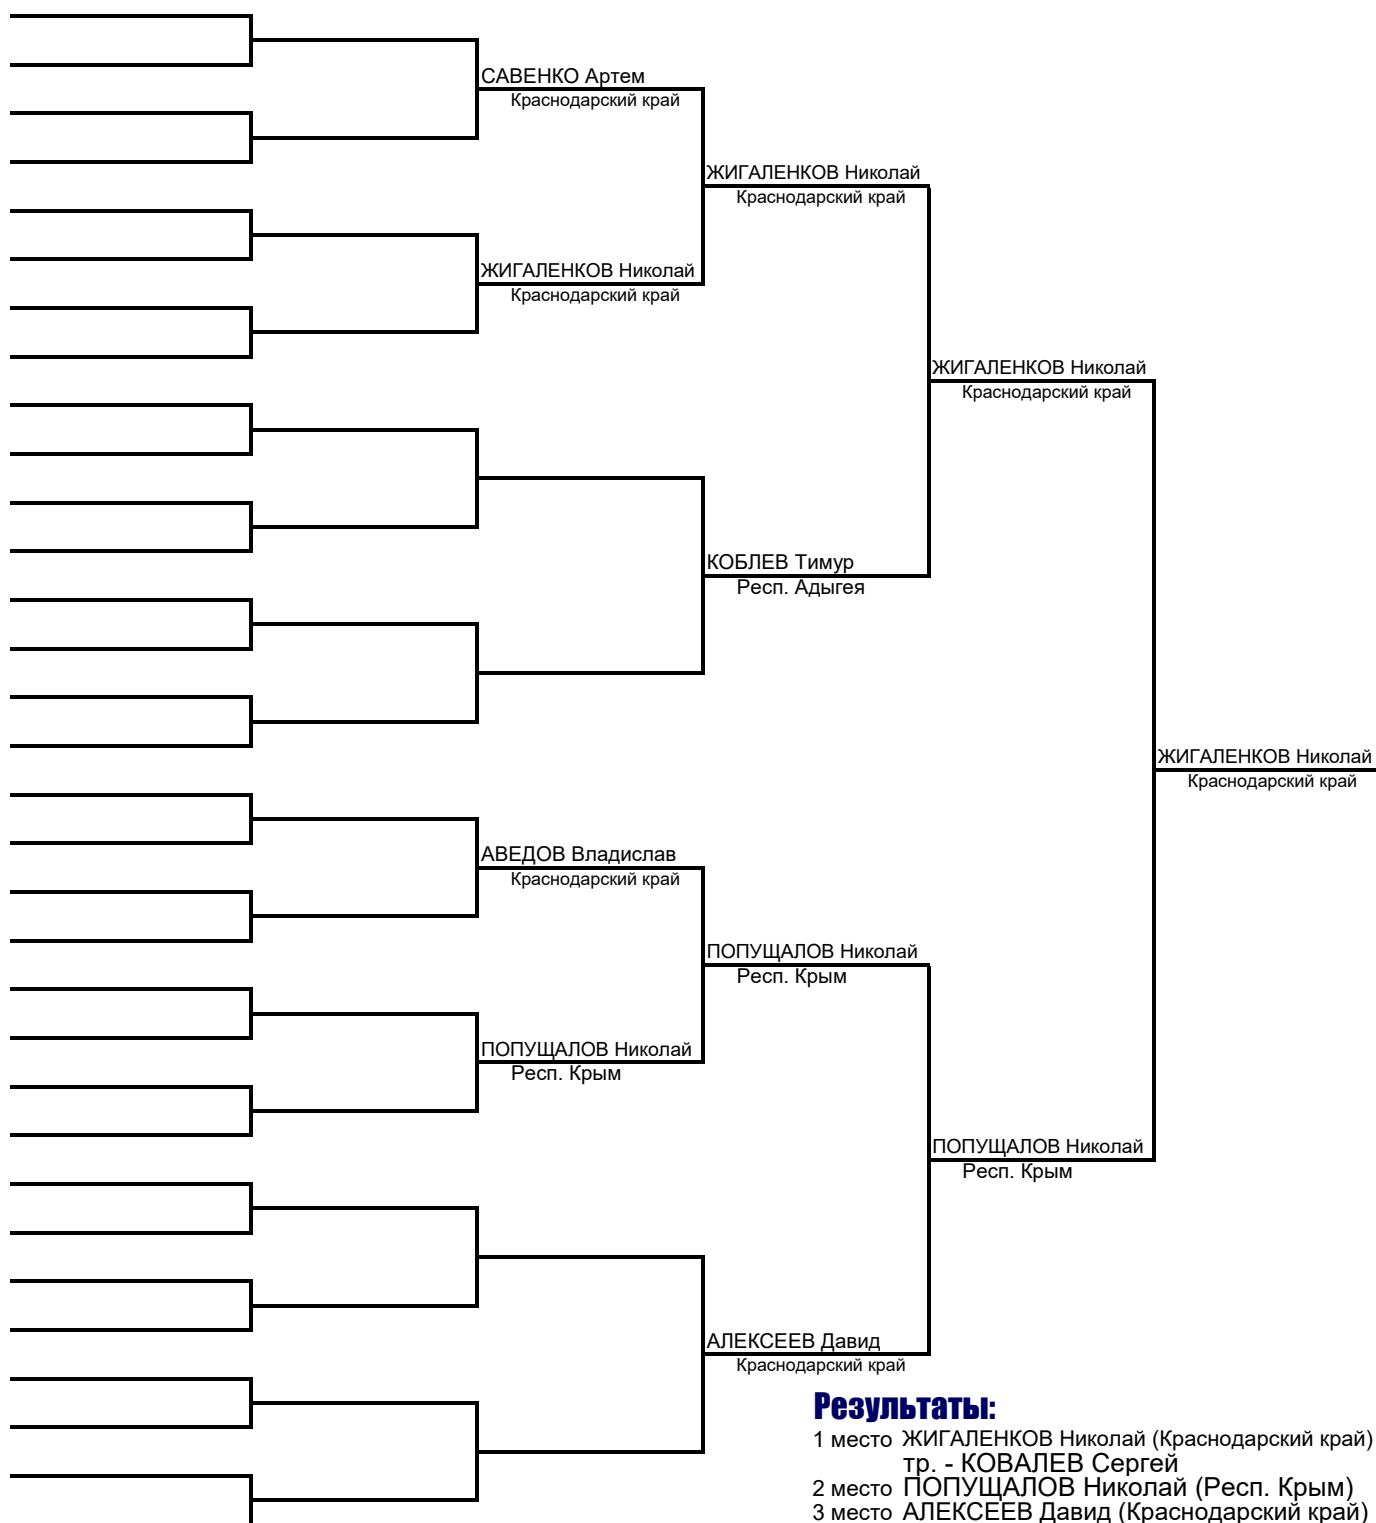 САВЕНКО Артем
Краснодарский край
ЖИГАЛЕНКОВ Николай
Краснодарский край
ЖИГАЛЕНКОВ Николай
Краснодарский край
ЖИГАЛЕНКОВ Николай
Краснодарский край
КОБЛЕВ Тимур
Респ. Адыгея
ЖИГАЛЕНКОВ Николай
Краснодарский край
АВЕДОВ Владислав
Краснодарский край
ПОПУЩАЛОВ Николай
Респ. Крым
ПОПУЩАЛОВ Николай
Респ. Крым
ПОПУЩАЛОВ Николай
Респ. Крым
АЛЕКСЕЕВ Давид
Краснодарский край
Результаты:
1 место ЖИГАЛЕНКОВ Николай (Краснодарский край)
тр. - КОВАЛЕВ Сергей
2 место ПОПУЩАЛОВ Николай (Респ. Крым)
3 место АЛЕКСЕЕВ Давид (Краснодарский край)